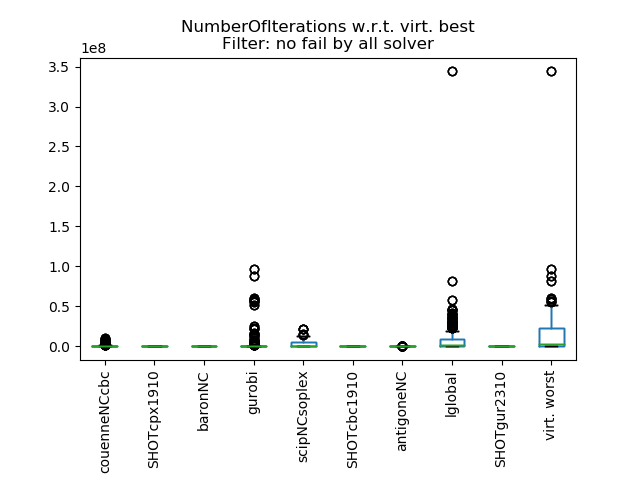 NumberOfIterations w.r.t. virt. best
Filter: no fail by all solver
1e8
3.5
3.0
2.5
2.0
1.5
1.0
0.5
0.0
couenneNCcbc
SHOTcpx1910
baronNC
gurobi
scipNCsoplex
SHOTcbc1910
antigoneNC
lglobal
SHOTgur2310
virt. worst